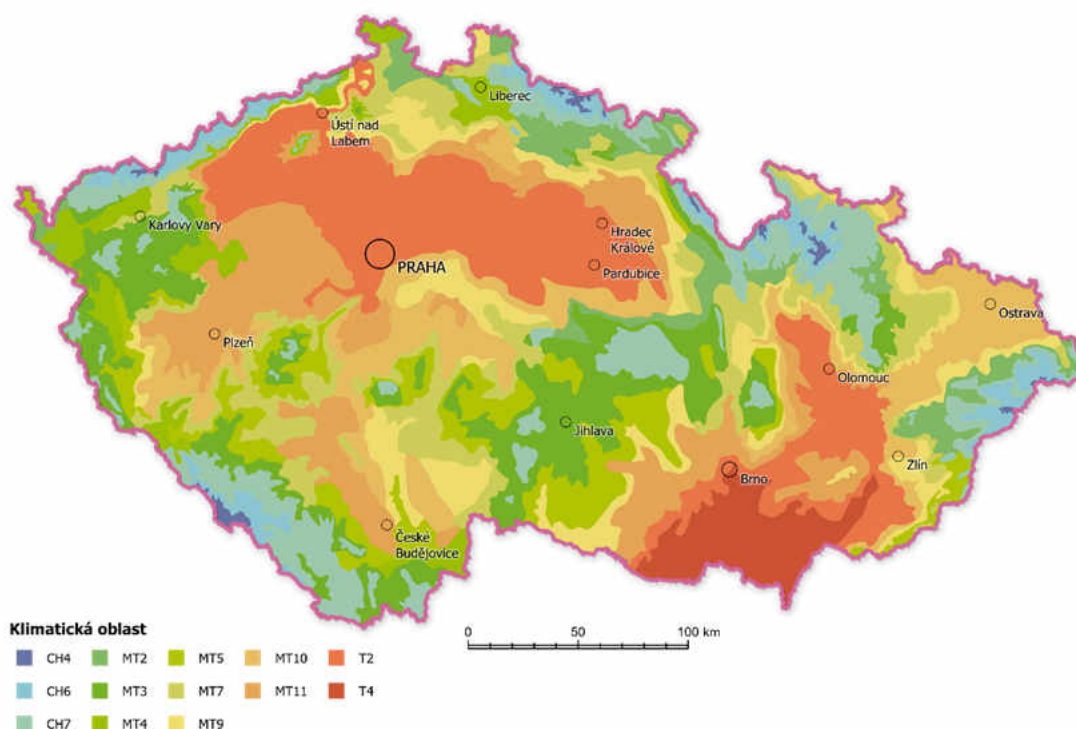 Liberec
Ústí nad
Labem
Karlovy Vary
Hradec
Králové
PRAHA
Pardubice
Ostrava
Plzeň
Olomouc
Jihlava
Zlín
Brno
České
Budějovice
Klimatická oblast
0 50 100 km
CH4 MT2 MT5 MT10 T2
CH6 MT3 MT7 MT11 T4
CH7 MT4 MT9